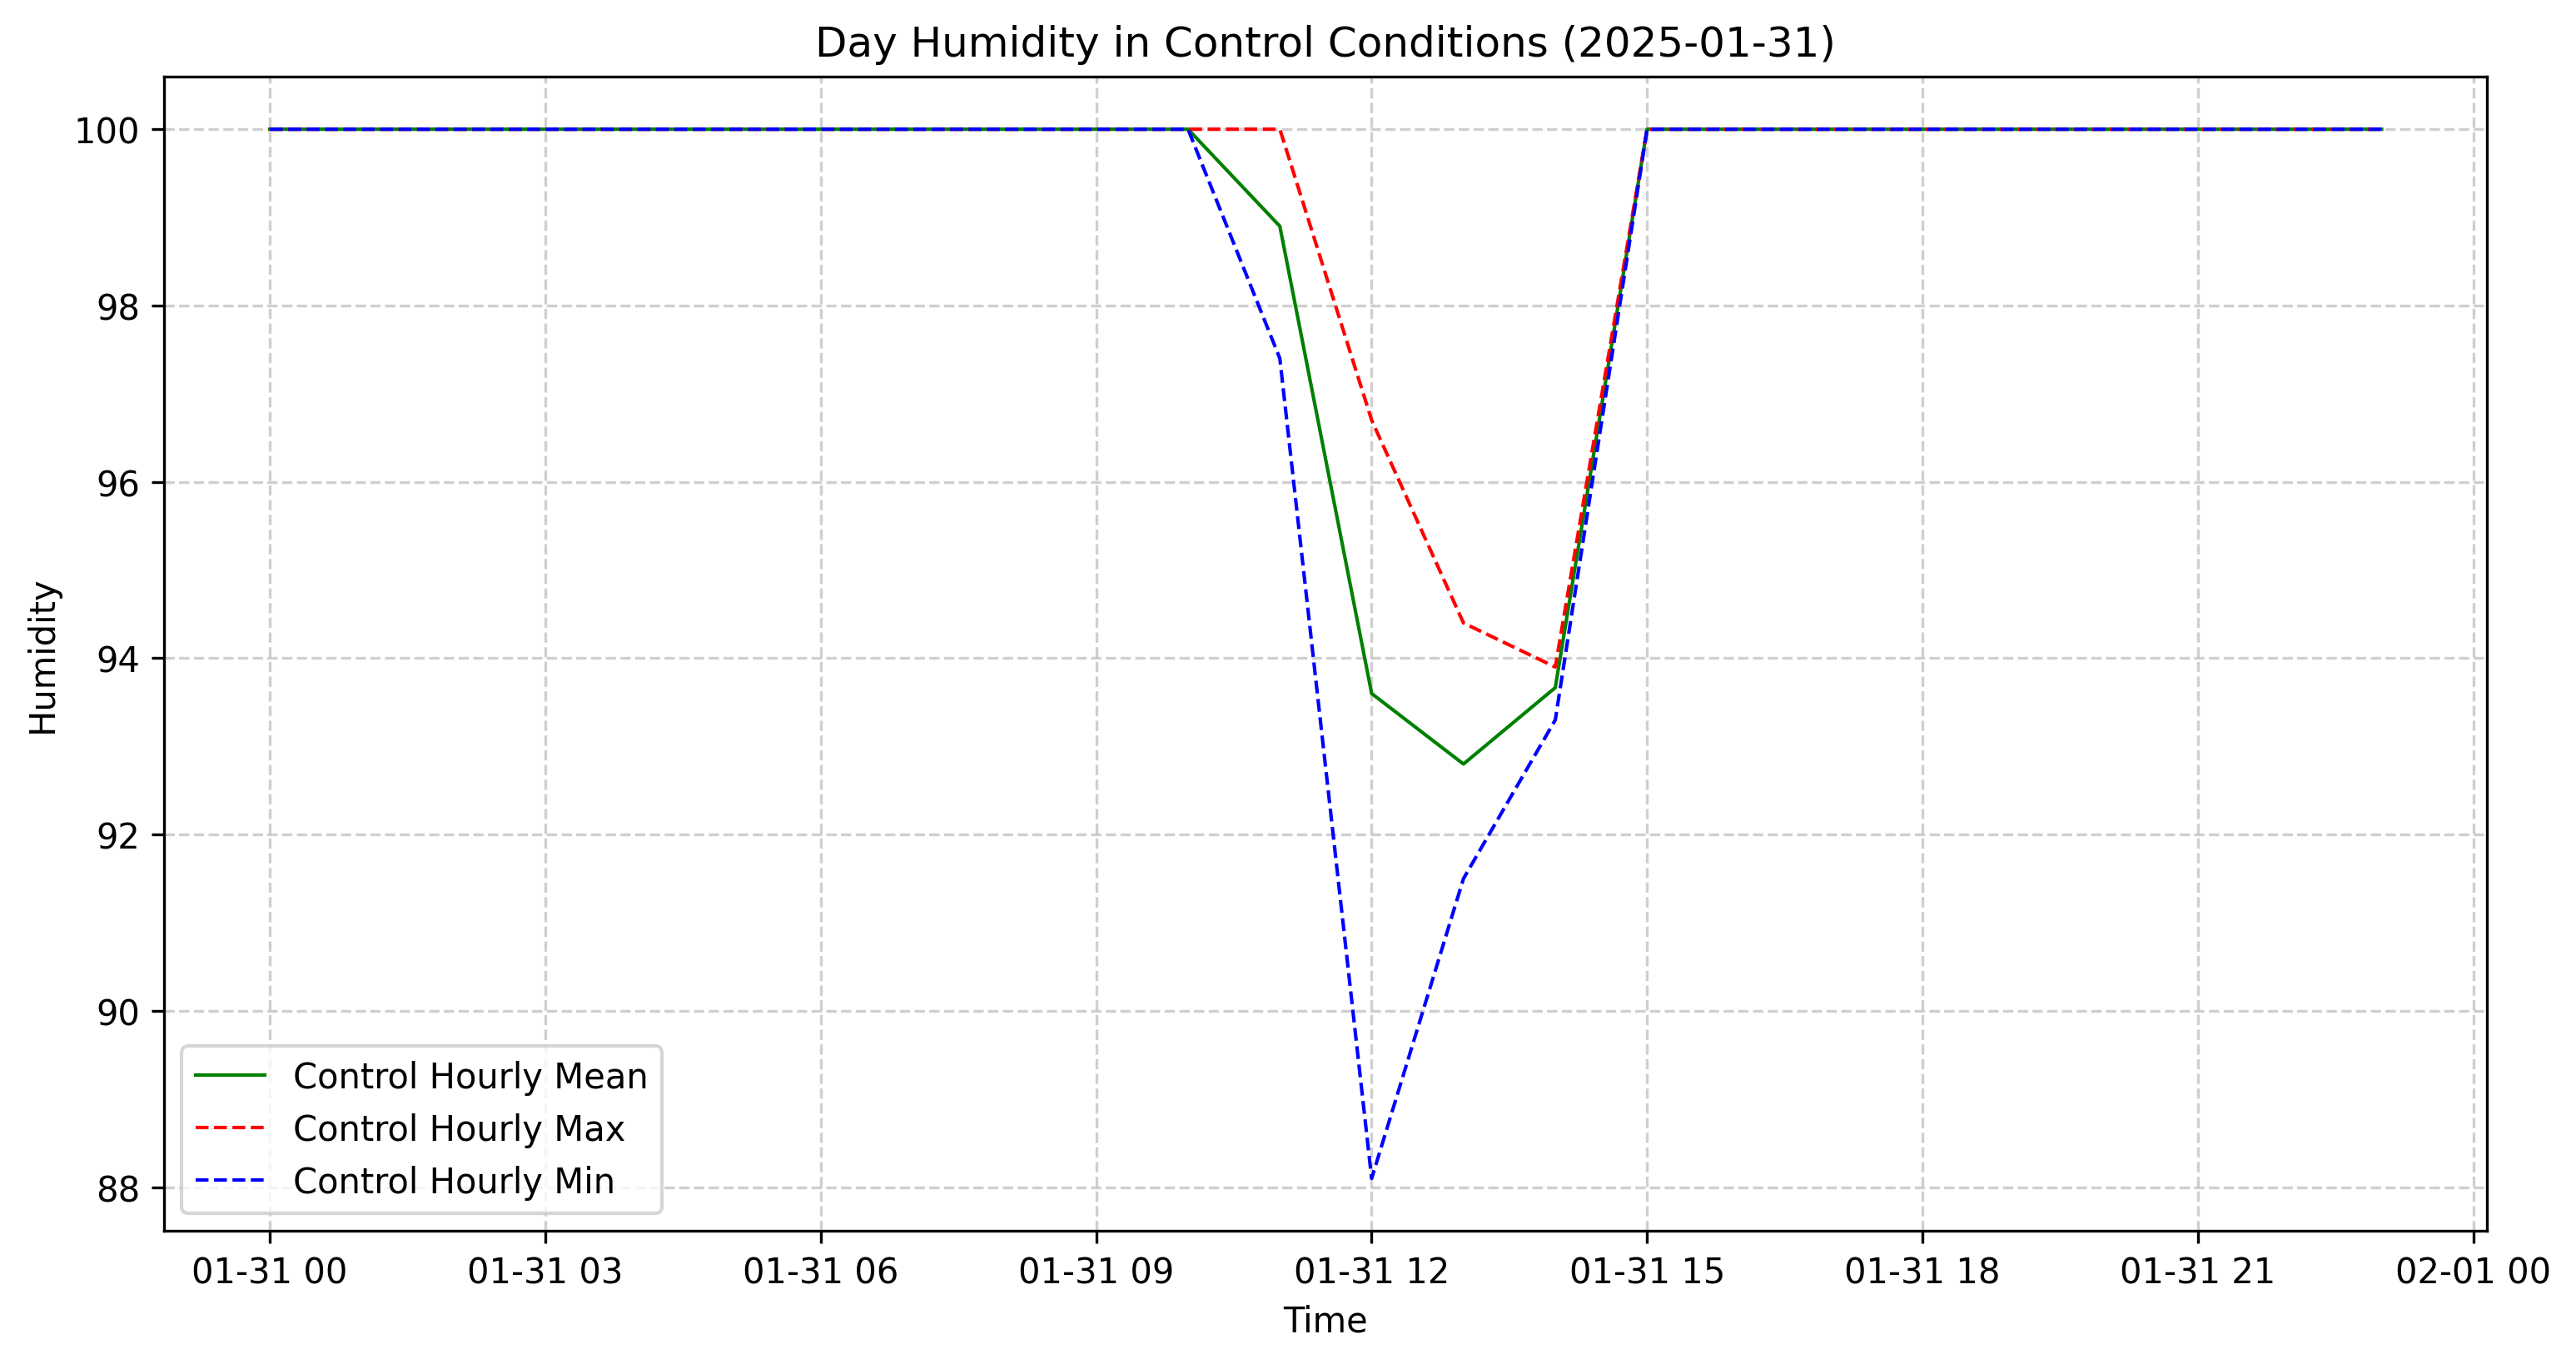 Day Humidity in Control Conditions (2025-01-31)
Humidity
100
98
96
94
92
90
88
Control Hourly Mean
Control Hourly Max
Control Hourly Min
01-31 00 01-31 03 01-31 06 01-31 09 01-31 12 01-31 15 01-31 18 01-31 21 02-01 00
Time